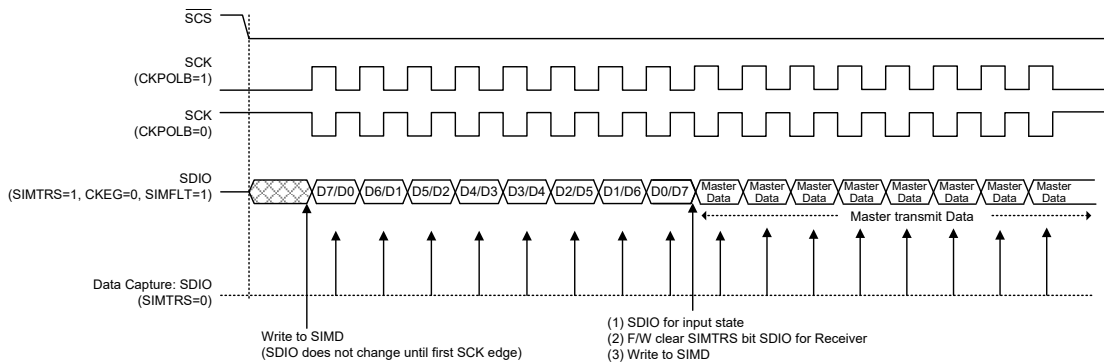 SCS
SCK
(CKPOLB=1)
SCK
(CKPOLB=0)
SDIO
(SIMTRS=1, CKEG=0, SIMFLT=1)
D7/D0 D6/D1 D5/D2 D4/D3 D3/D4 D2/D5 D1/D6 D0/D7
Master Data Master Data Master Data Master Data Master Data Master Data Master Data Master Data
Master transmit Data
Data Capture: SDIO
(SIMTRS=0)
Write to SIMD
(SDIO does not change until first SCK edge)
(1) SDIO for input state
(2) F/W clear SIMTRS bit SDIO for Receiver
(3) Write to SIMD